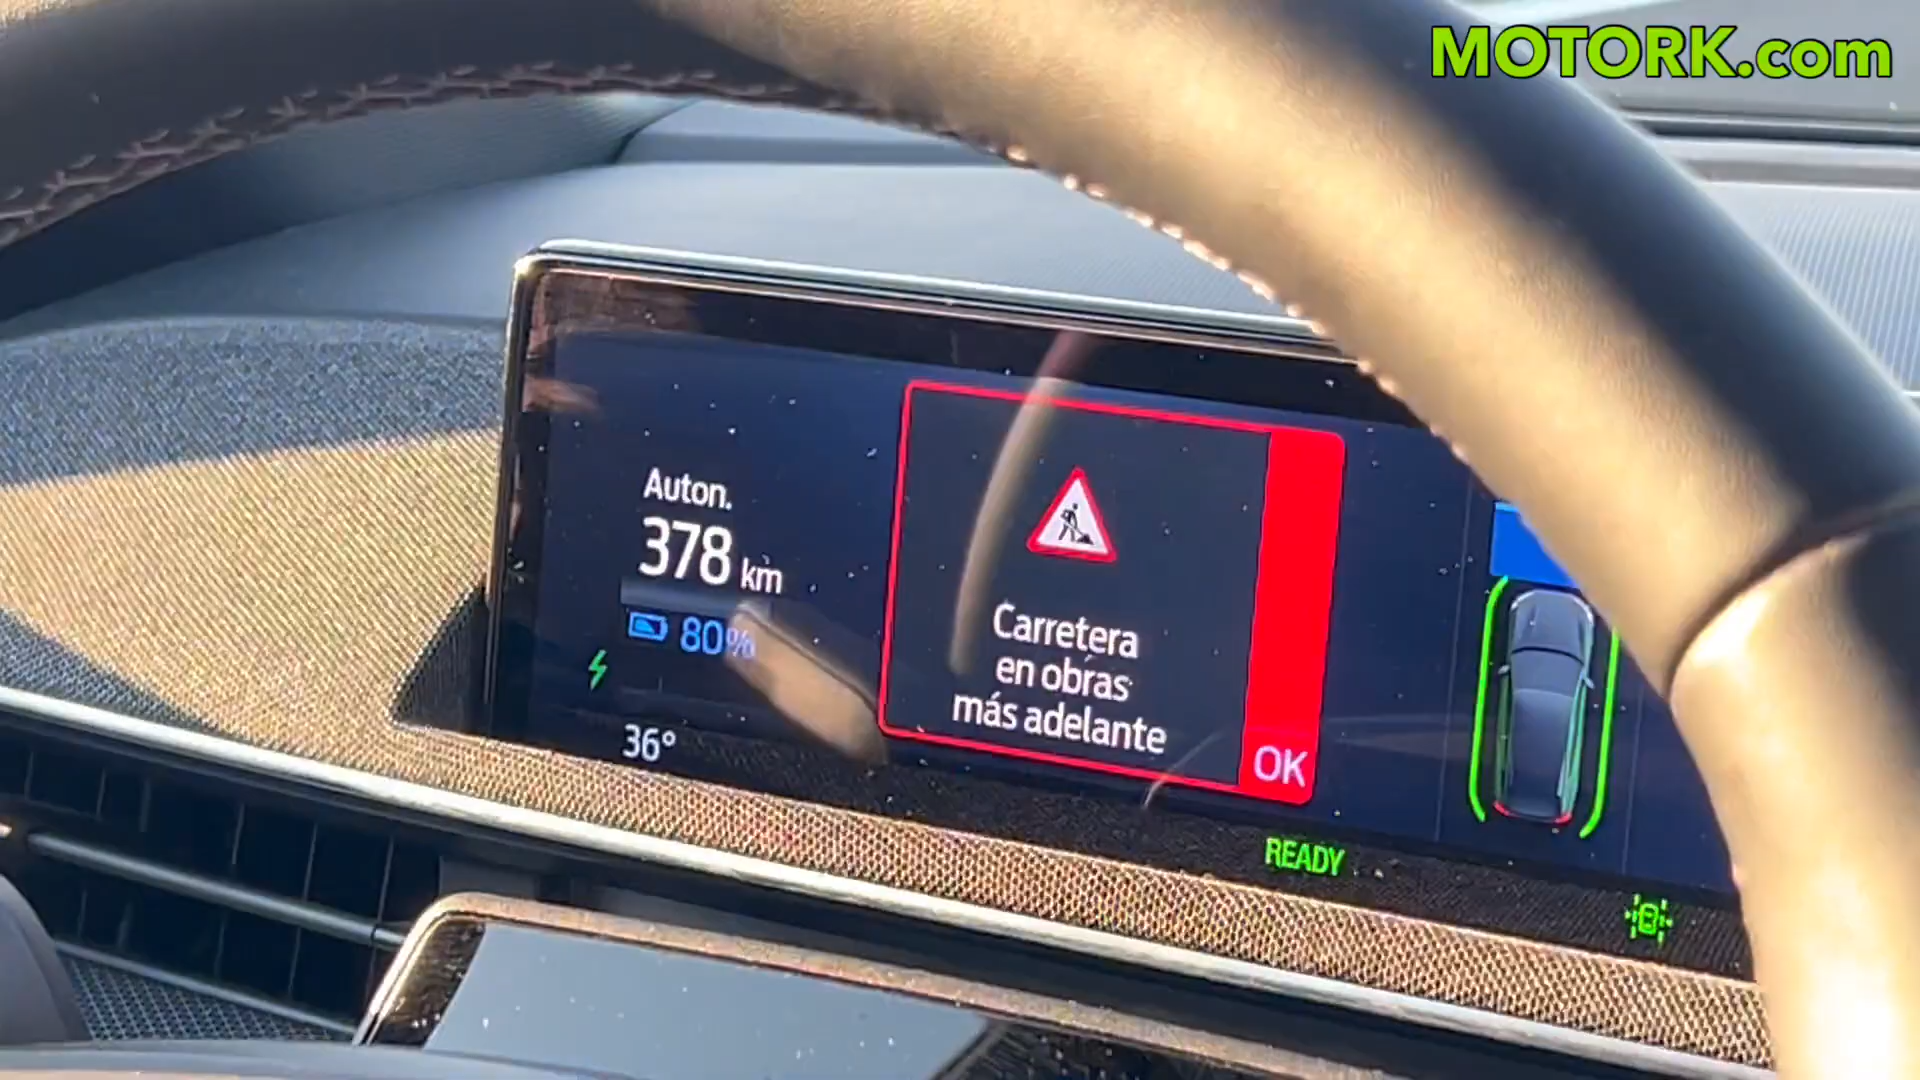 MOTORK.com
Auton.
378 km
80%
36°
Carretera
en obras
más adelante
OK
READY